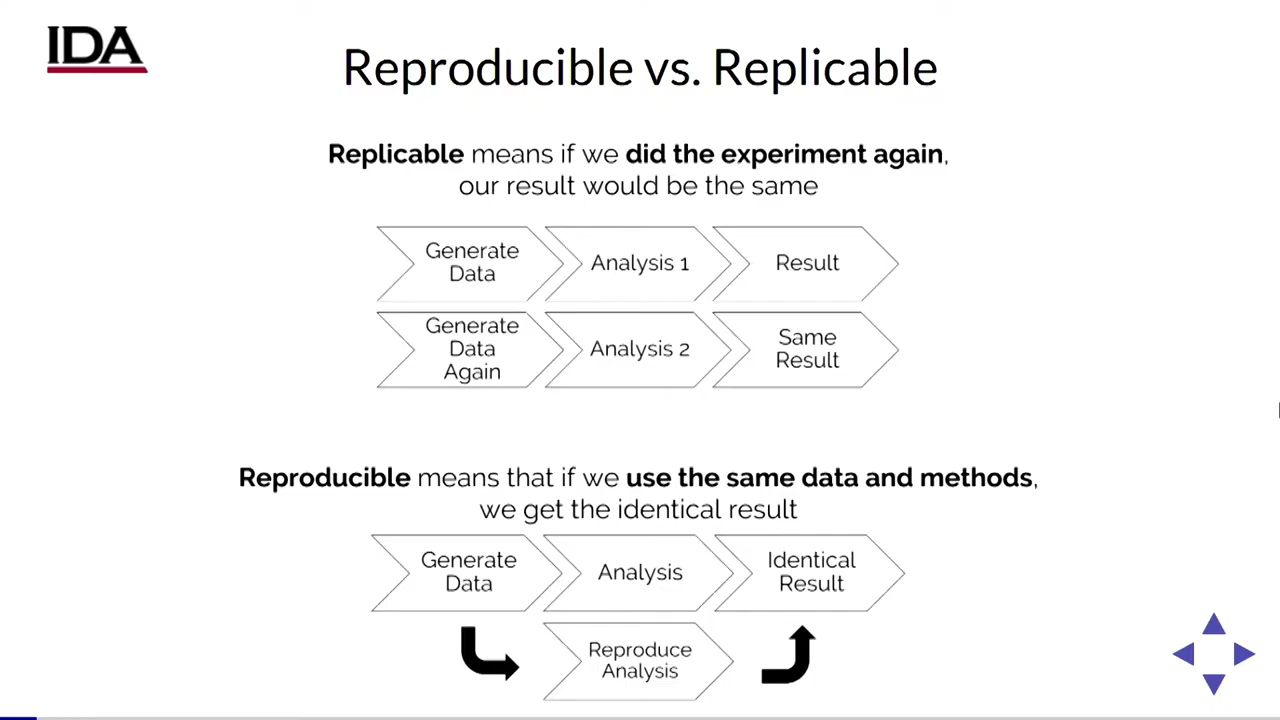 IDA
Reproducible vs. Replicable
Replicable means if we did the experiment again,
our result would be the same
Generate
Data
Analysis 1
Result
Generate
Data
Again
Analysis 2
Same
Result
Reproducible means that if we use the same data and methods,
we get the identical result
Generate
Data
Analysis
Identical
Result
Reproduce
Analysis